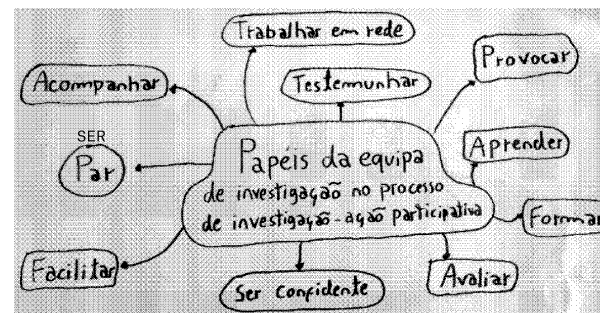 Trabalhar em rede
Provocar
Acompanhar
Testemunhar
SER
Par
Papéis da equipa
de investigação no processo
de investigação-ação participativa
Aprender
Formar
Facilitar
Ser confidente
Avaliar